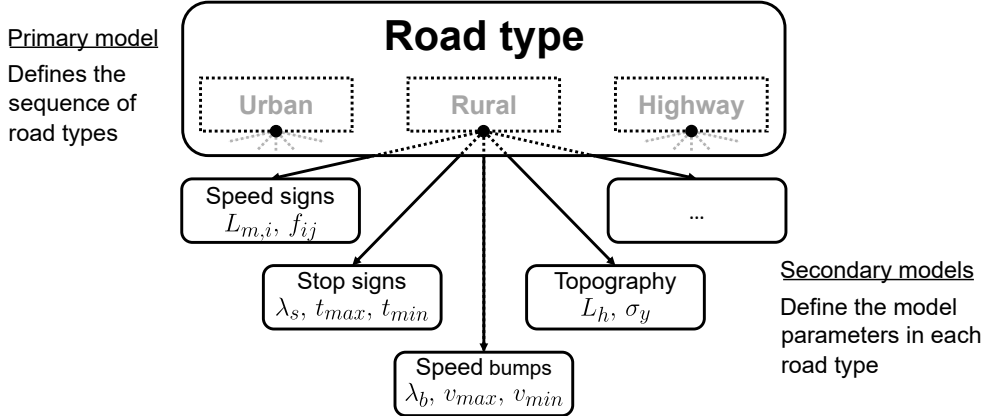 Primary model
Defines the
sequence of
road types
Road type
Urban
Rural
Highway
Speed signs
L_{m,i}, f_{ij}
...
Stop signs
λ_s, t_{max}, t_{min}
Topography
L_h, σ_y
Speed bumps
λ_b, v_{max}, v_{min}
Secondary models
Define the model
parameters in each
road type